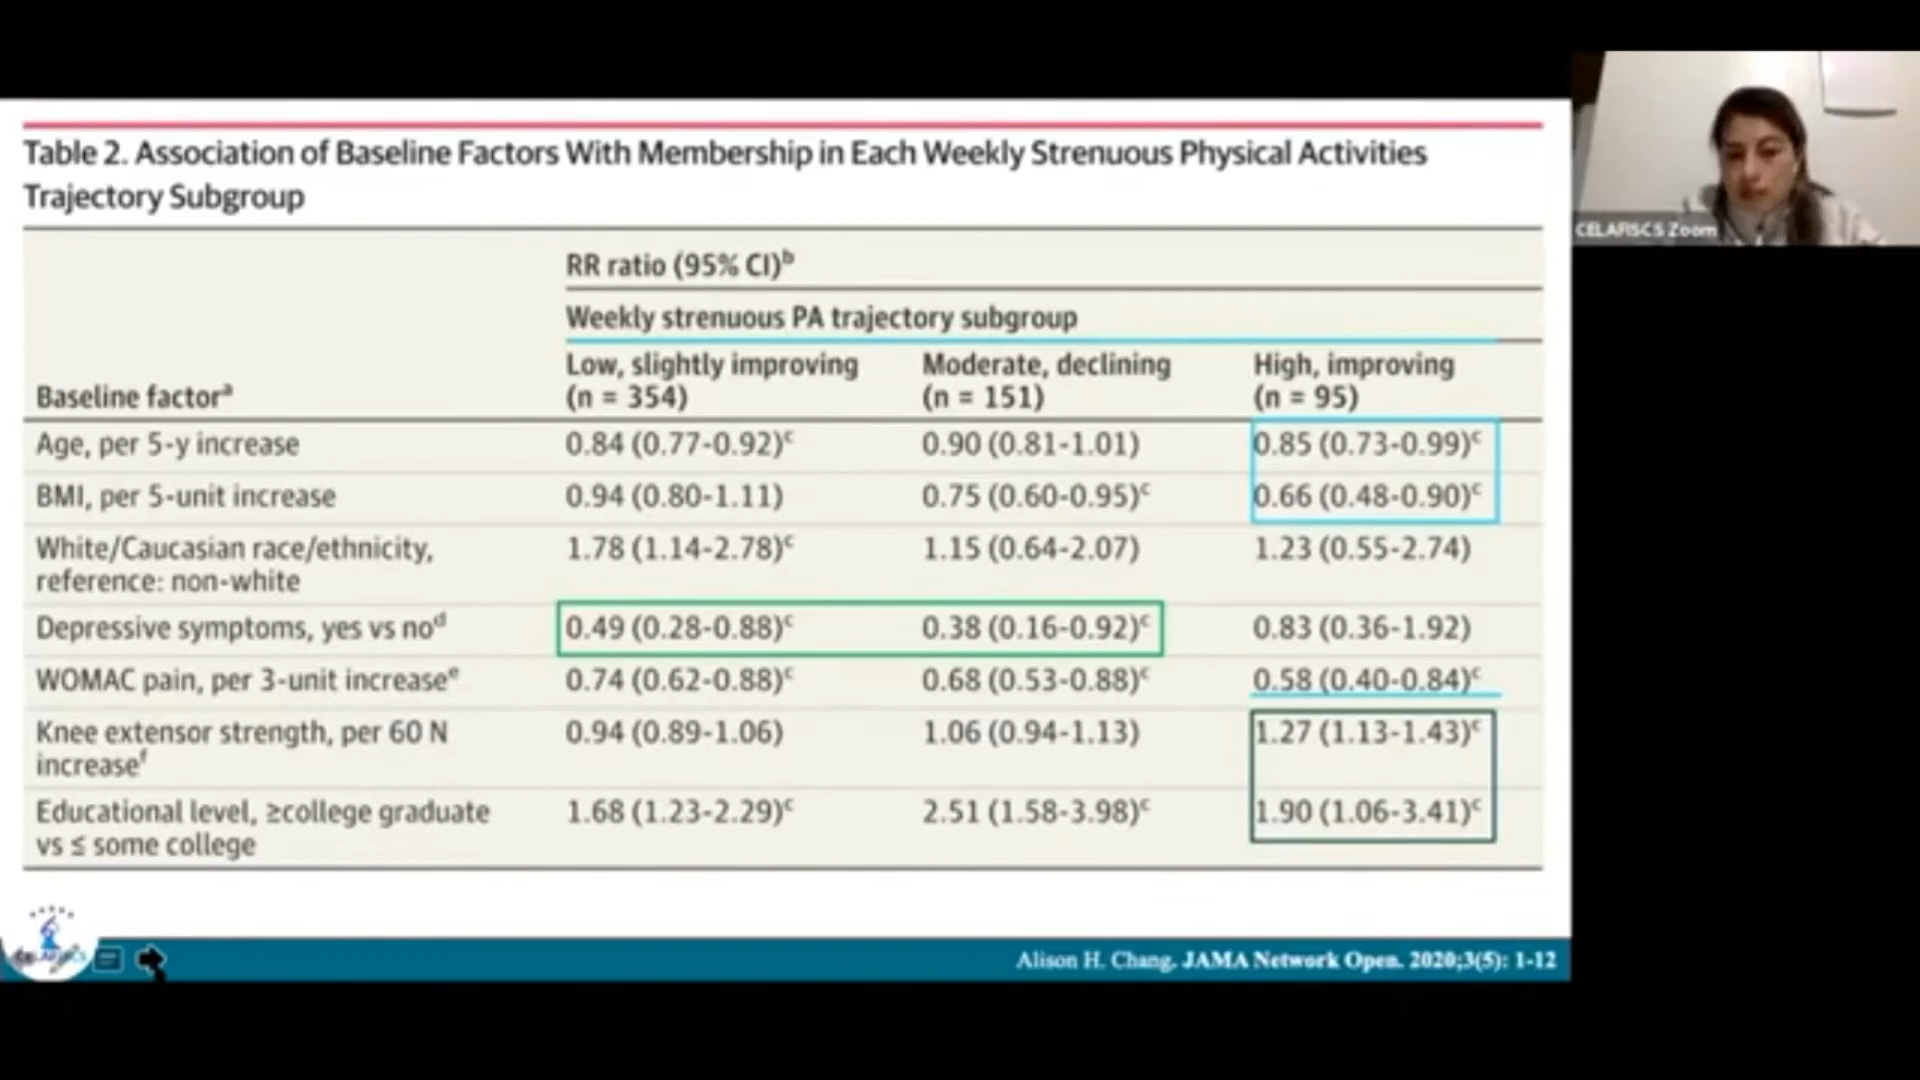 Table 2. Association of Baseline Factors With Membership in Each Weekly Strenuous Physical Activities
Trajectory Subgroup
RR ratio (95% CI)ᵇ
Weekly strenuous PA trajectory subgroup
Baseline factorᵃ
Low, slightly improving
(n = 354)
Moderate, declining
(n = 151)
High, improving
(n = 95)
Age, per 5-y increase 0.84 (0.77-0.92)ᶜ 0.90 (0.81-1.01) 0.85 (0.73-0.99)ᶜ
BMI, per 5-unit increase 0.94 (0.80-1.11) 0.75 (0.60-0.95)ᶜ 0.66 (0.48-0.90)ᶜ
White/Caucasian race/ethnicity, 1.78 (1.14-2.78)ᶜ 1.15 (0.64-2.07) 1.23 (0.55-2.74)
reference: non-white
Depressive symptoms, yes vs noᵈ 0.49 (0.28-0.88)ᶜ 0.38 (0.16-0.92)ᶜ 0.83 (0.36-1.92)
WOMAC pain, per 3-unit increaseᵉ 0.74 (0.62-0.88)ᶜ 0.68 (0.53-0.88)ᶜ 0.58 (0.40-0.84)ᶜ
Knee extensor strength, per 60 N 0.94 (0.89-1.06) 1.06 (0.94-1.13) 1.27 (1.13-1.43)ᶜ
increaseᶠ
Educational level, ≥college graduate 1.68 (1.23-2.29)ᶜ 2.51 (1.58-3.98)ᶜ 1.90 (1.06-3.41)ᶜ
vs ≤ some college
Alison H. Chang. JAMA Network Open. 2020;3(5): 1-12
CELAFISCS Zoom